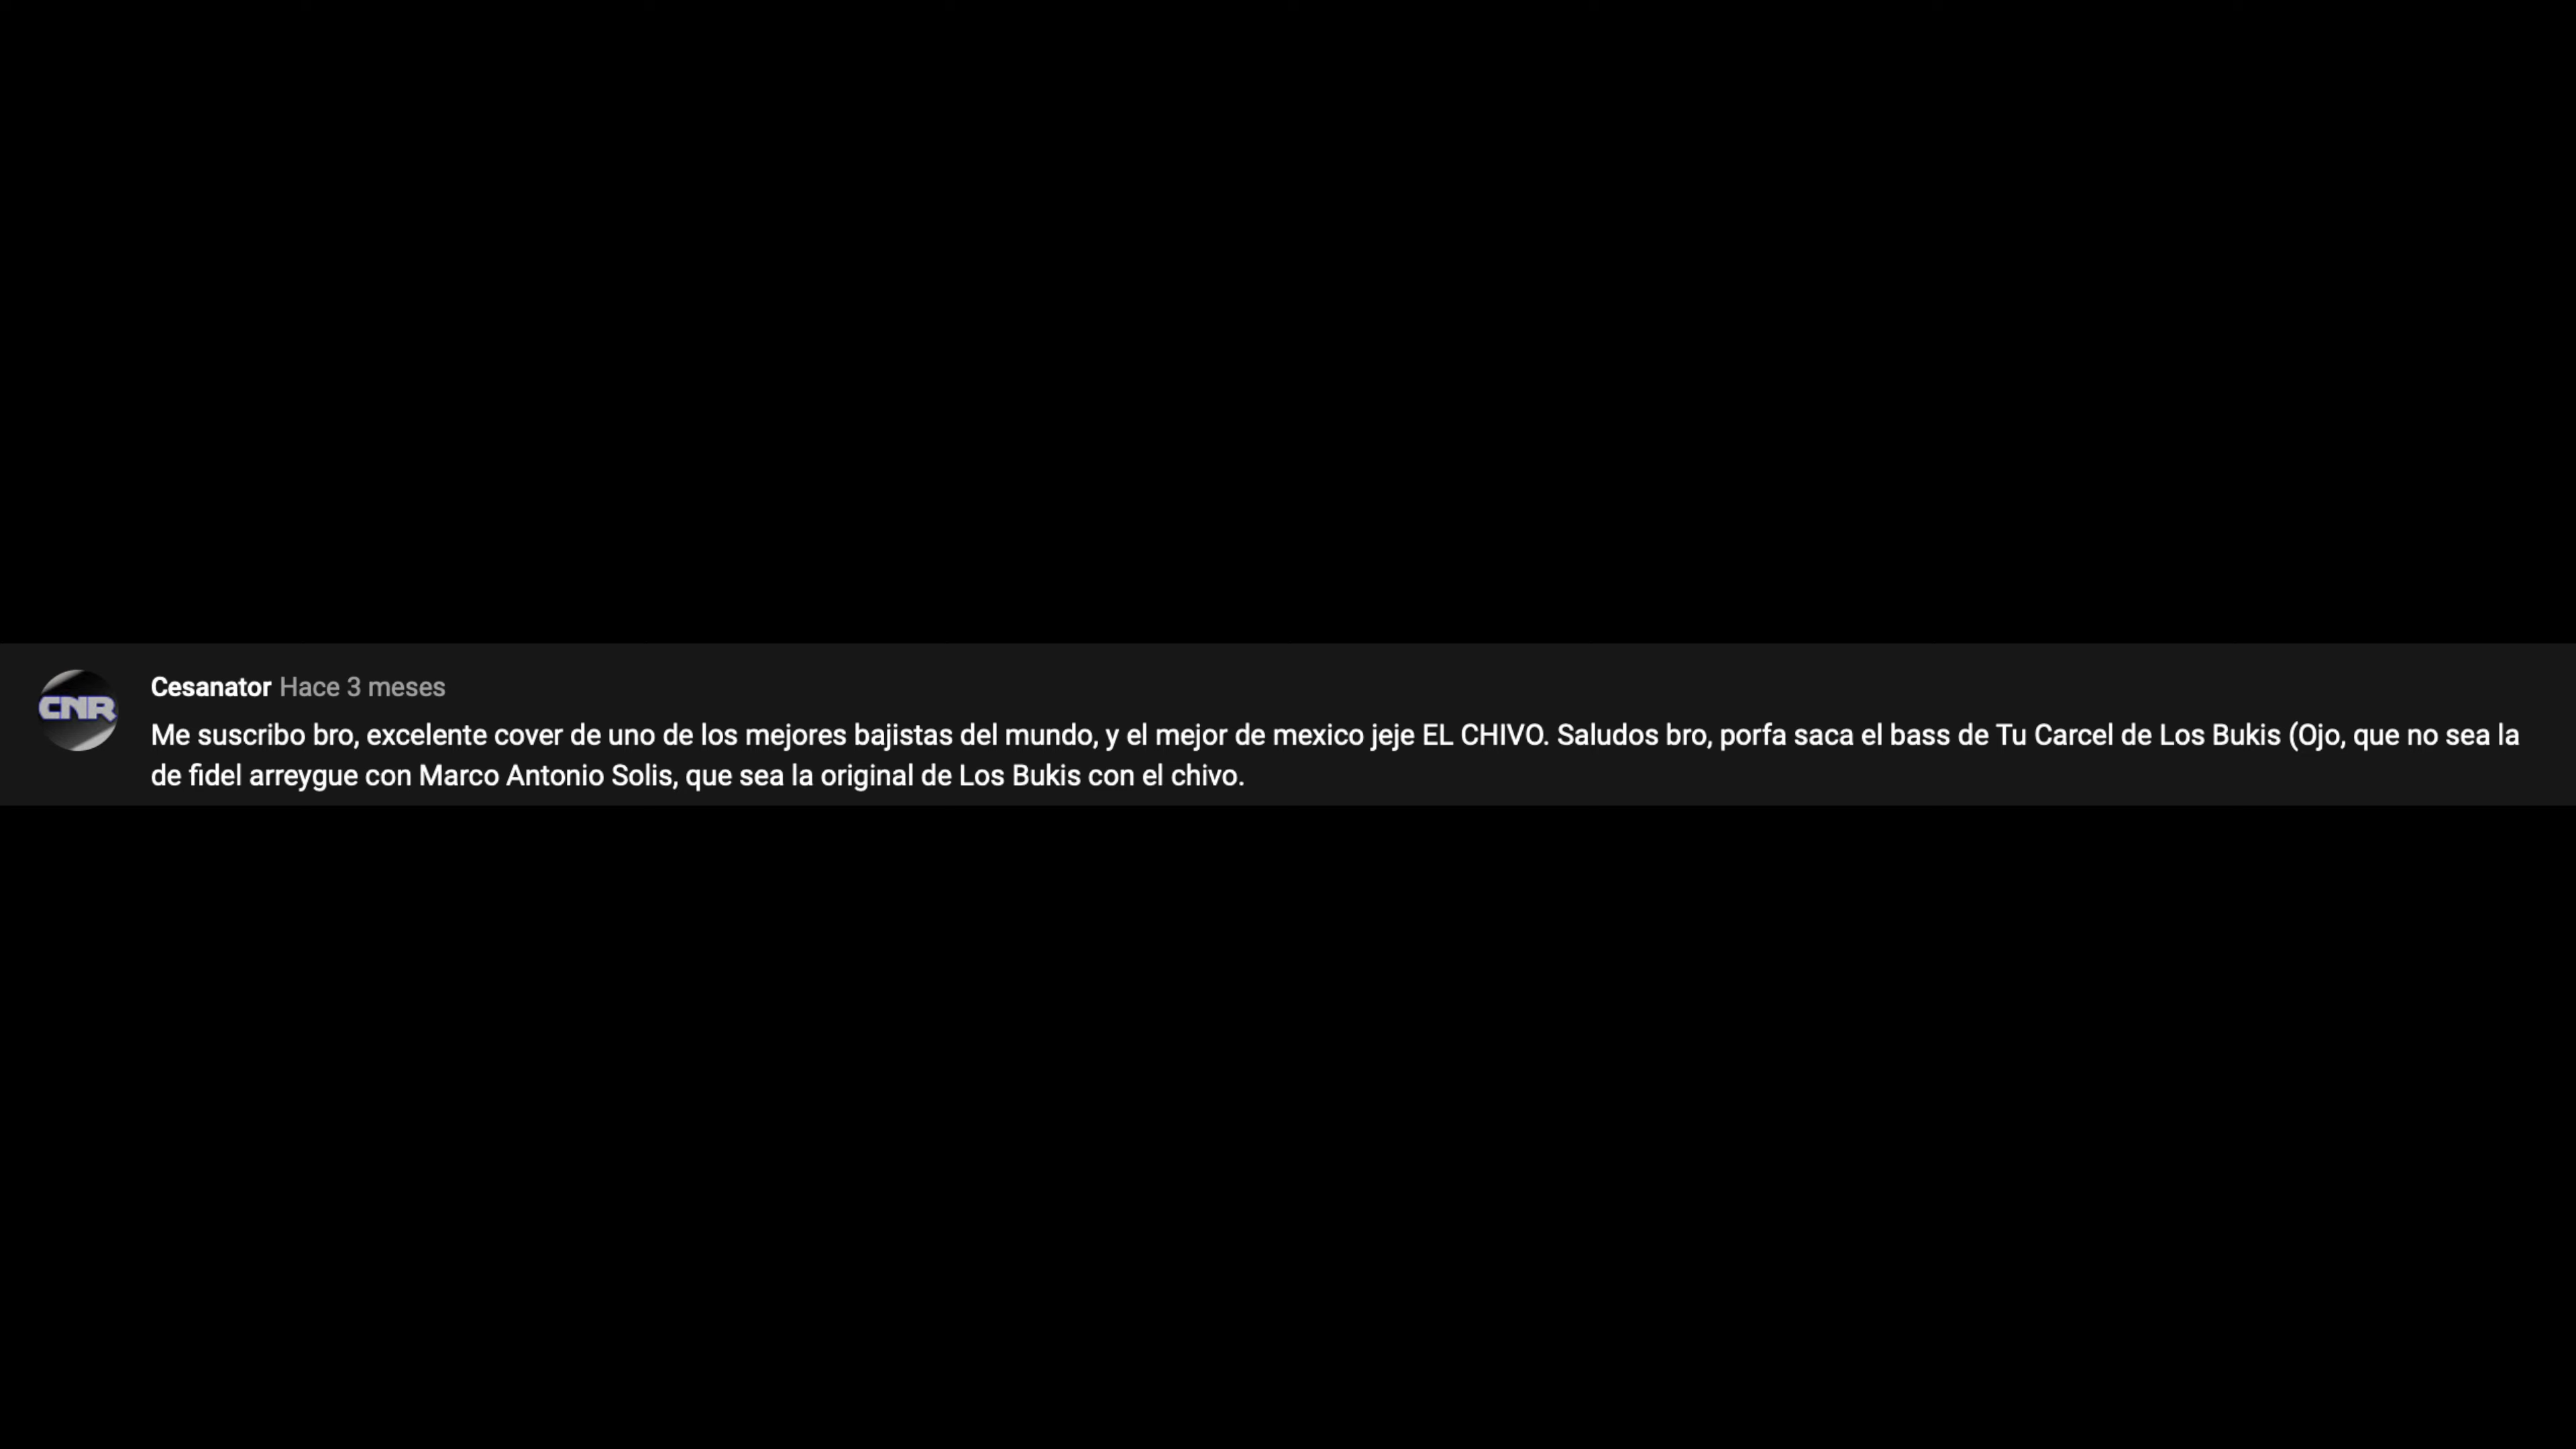 CNR
Cesanator Hace 3 meses
Me suscribo bro, excelente cover de uno de los mejores bajistas del mundo, y el mejor de mexico jeje EL CHIVO. Saludos bro, porfa saca el bass de Tu Carcel de Los Bukis (Ojo, que no sea la
de fidel arreygue con Marco Antonio Solis, que sea la original de Los Bukis con el chivo.